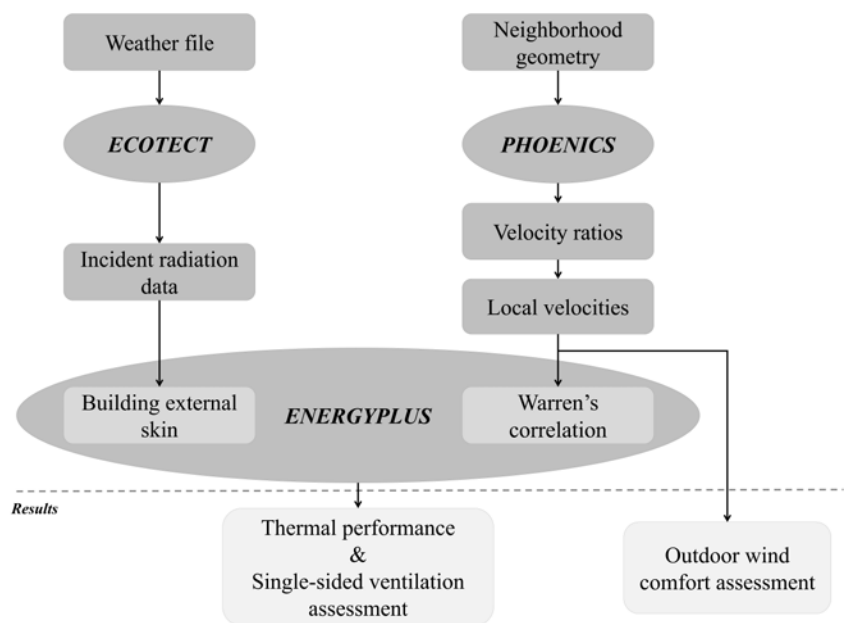 Weather file
Neighborhood
geometry
ECOTECT
PHOENICS
Velocity ratios
Incident radiation
data
Local velocities
Building external
skin
ENERGYPLUS
Warren's
correlation
Results
Thermal performance
&
Single-sided ventilation
assessment
Outdoor wind
comfort assessment